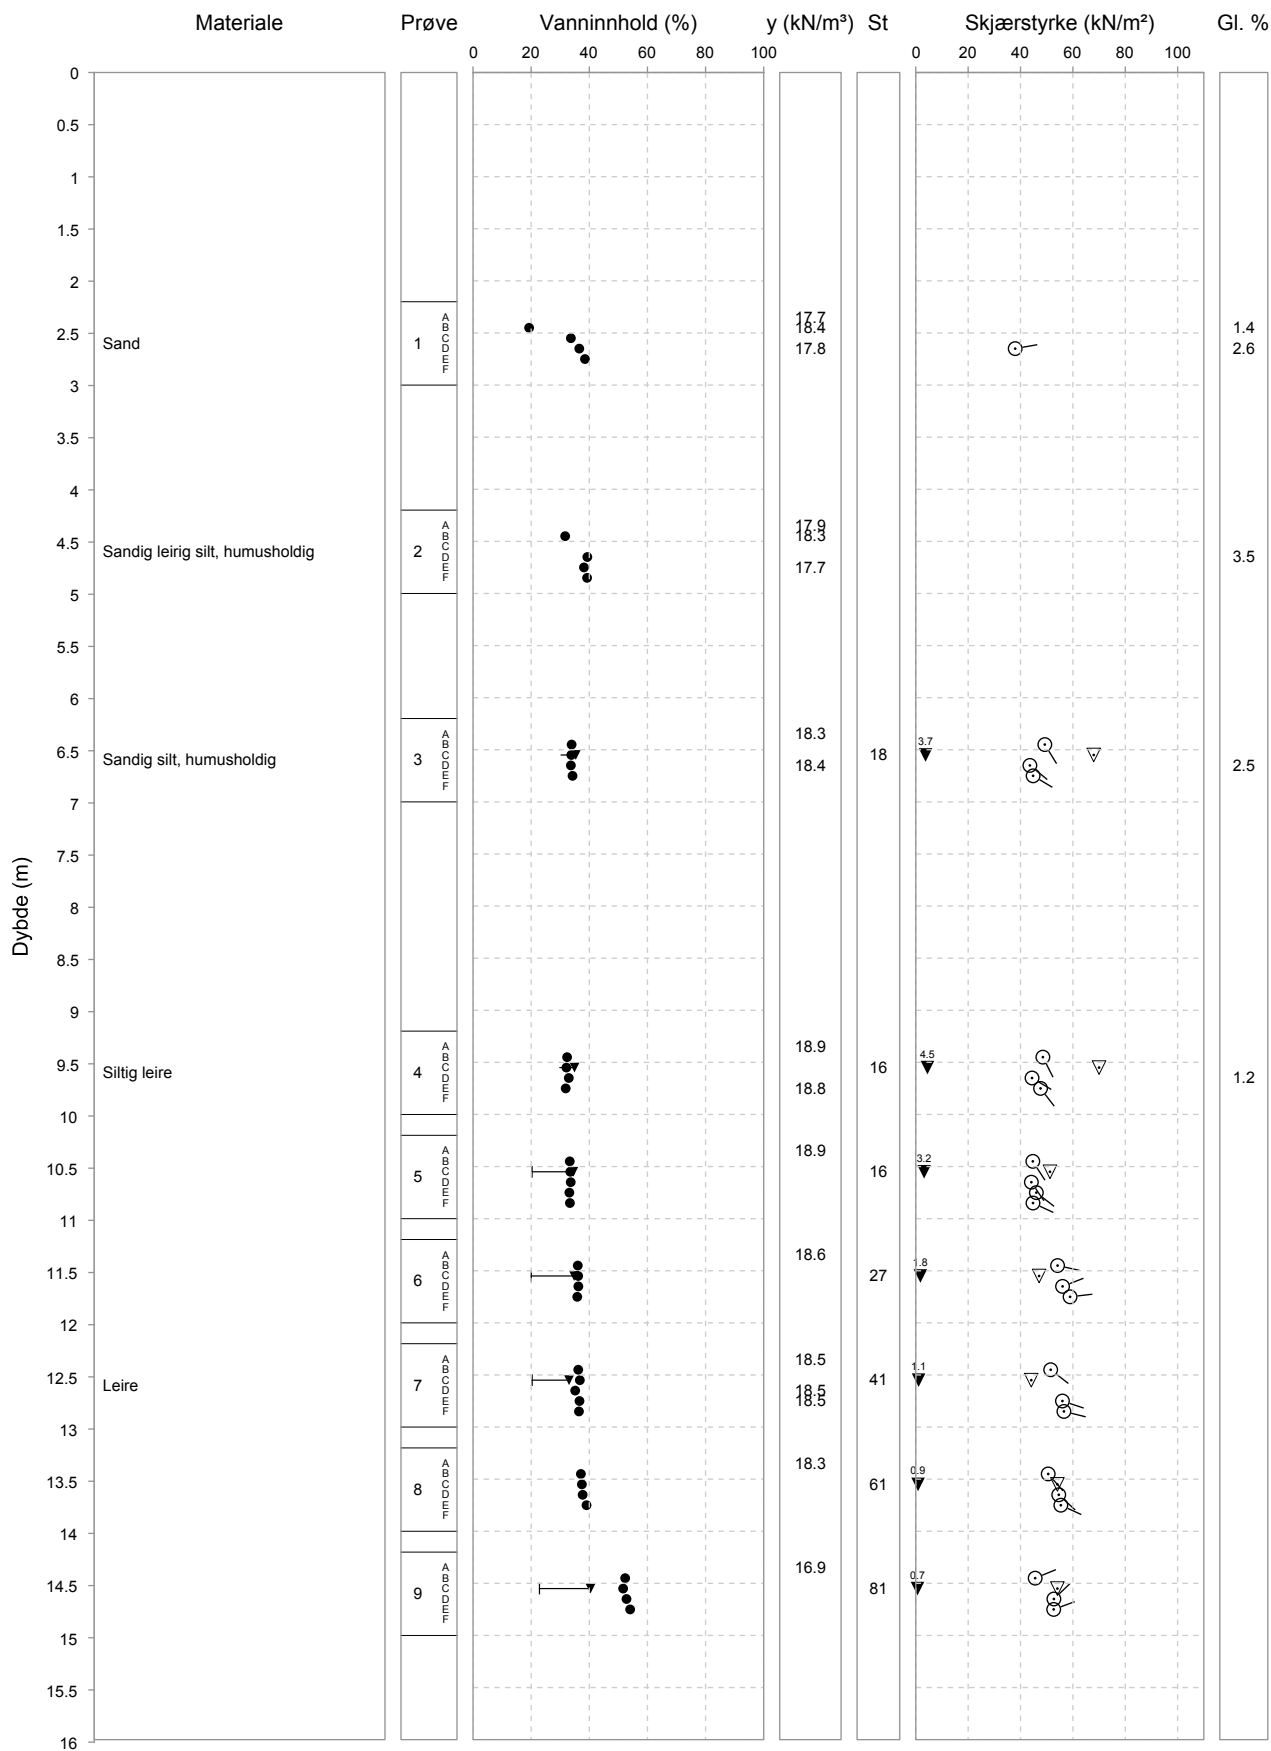 Materiale Prøve Vanninnhold (%) y (kN/m³) St Skjærstyrke (kN/m²) Gl. %
0 20 40 60 80 100 0 20 40 60 80 100
0
0.5
1
1.5
2
A 17.7
2.5 B 18.4 1.4
Sand 1 C
D 17.8 2.6
E
F
3
3.5
4
A 17.9
4.5 B 18.3
Sandig leirig silt, humusholdig 2 C
D 3.5
E 17.7
F
5
5.5
6
A 18.3
6.5 B 3.7
Sandig silt, humusholdig 3 C 18
D 18.4 2.5
E
F
7
7.5
8
Dybde (m)
8.5
9
A 18.9
9.5 B 4.5
Siltig leire 4 C 16
D 1.2
E 18.8
F
10
A 18.9
10.5 B 3.2
5 C 16
D
E
F
11
A 18.6
11.5 B 1.8
6 C 27
D
E
F
12
A 18.5
12.5 B 1.1
Leire 7 C 41
D 18.5
E 18.5
F
13
A 18.3
13.5 B 0.9
8 C 61
D
E
F
14
A 16.9
14.5 B 0.7
9 C 81
D
E
F
15
15.5
16